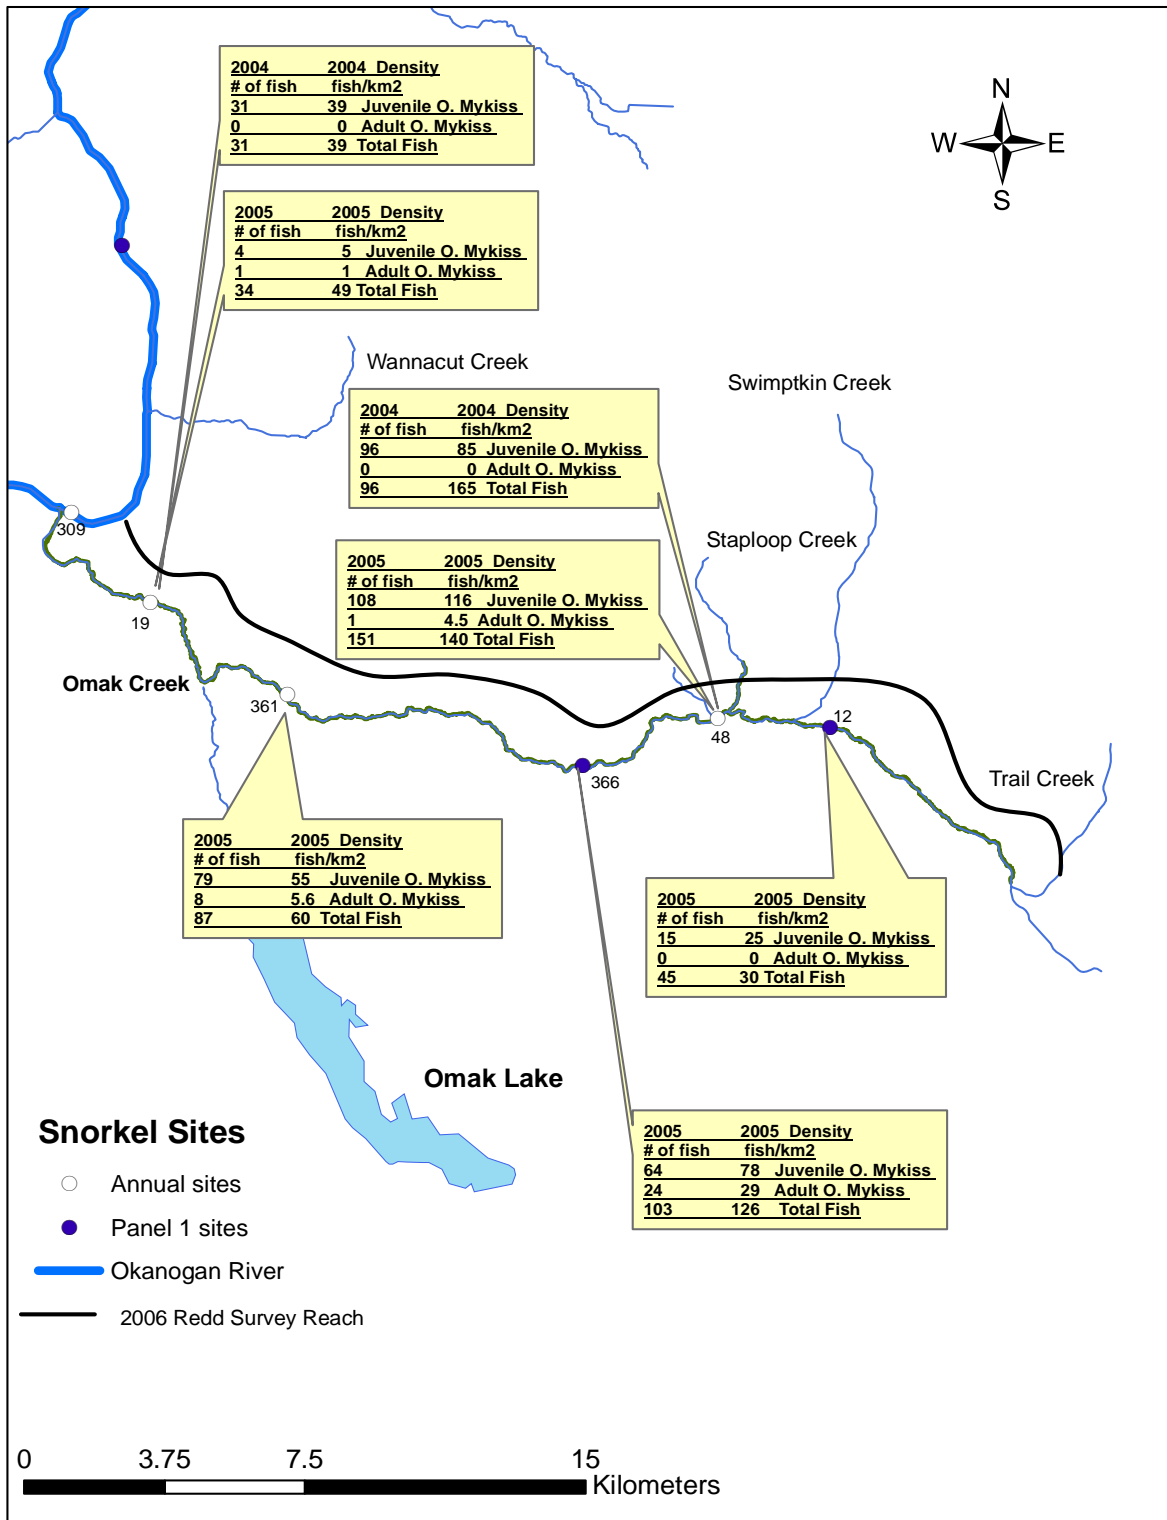 2004 2004 Density
# of fish fish/km2
31 39 Juvenile O. Mykiss
0 0 Adult O. Mykiss
31 39 Total Fish
N
W E
S
2005 2005 Density
# of fish fish/km2
4 5 Juvenile O. Mykiss
1 1 Adult O. Mykiss
34 49 Total Fish
Wannacut Creek
Swimptkin Creek
2004 2004 Density
# of fish fish/km2
96 85 Juvenile O. Mykiss
0 0 Adult O. Mykiss
96 165 Total Fish
309
Staploop Creek
2005 2005 Density
# of fish fish/km2
108 116 Juvenile O. Mykiss
1 4.5 Adult O. Mykiss
151 140 Total Fish
19
Omak Creek
361
48
12
366
Trail Creek
2005 2005 Density
# of fish fish/km2
79 55 Juvenile O. Mykiss
8 5.6 Adult O. Mykiss
87 60 Total Fish
2005 2005 Density
# of fish fish/km2
15 25 Juvenile O. Mykiss
0 0 Adult O. Mykiss
45 30 Total Fish
Omak Lake
2005 2005 Density
# of fish fish/km2
64 78 Juvenile O. Mykiss
24 29 Adult O. Mykiss
103 126 Total Fish
Snorkel Sites
Annual sites
Panel 1 sites
Okanogan River
2006 Redd Survey Reach
0 3.75 7.5 15
Kilometers